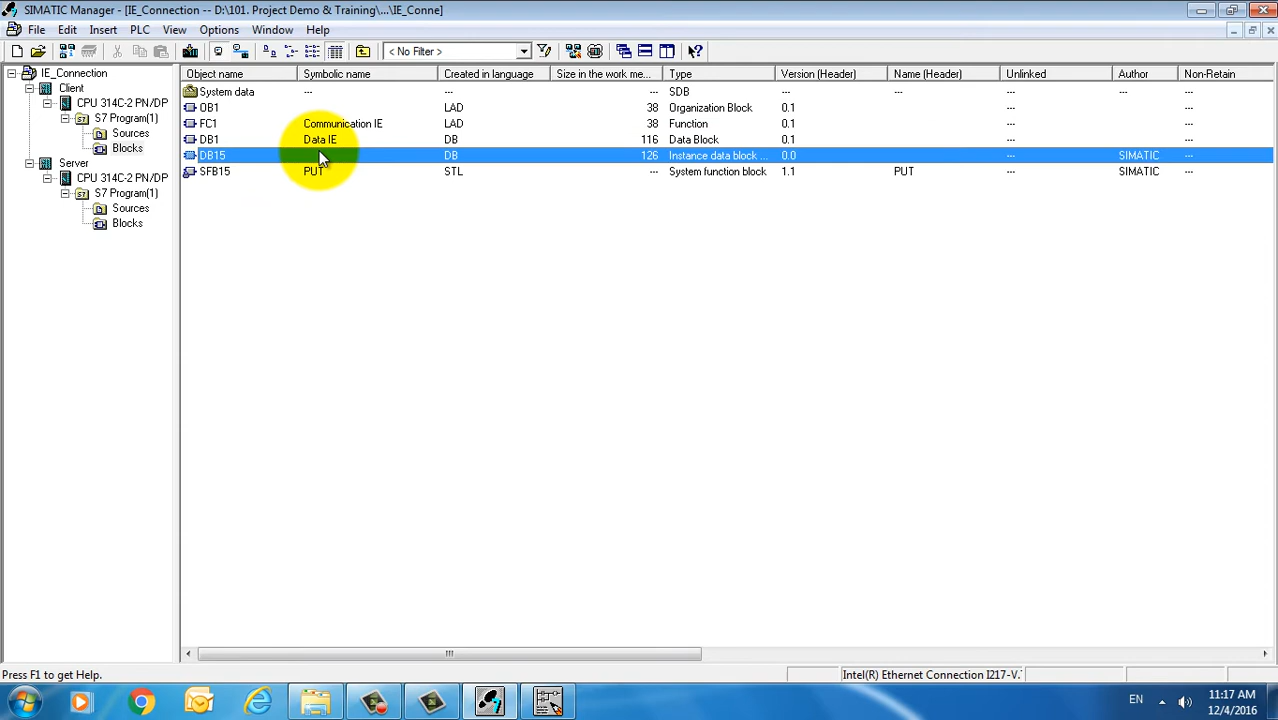 SIMATIC Manager - [IE_Connection -- D:\101. Project Demo & Training\...\IE_Conne]
File Edit Insert PLC View Options Window Help
< No Filter >
IE_Connection
Client
CPU 314C-2 PN/DP
S7 Program(1)
Sources
Blocks
Server
CPU 314C-2 PN/DP
S7 Program(1)
Sources
Blocks
Object name Symbolic name Created in language Size in the work me... Type Version (Header) Name (Header) Unlinked Author Non-Retain
System data --- --- --- SDB --- --- --- --- ---
OB1 LAD 38 Organization Block 0.1 --- ---
FC1 Communication IE LAD 38 Function 0.1 --- ---
DB1 Data IE DB 116 Data Block 0.1 --- ---
DB15 DB 126 Instance data block ... 0.0 --- SIMATIC ---
SFB15 PUT STL --- System function block 1.1 PUT --- SIMATIC ---
Press F1 to get Help.
Intel(R) Ethernet Connection I217-V.
EN
11:17 AM
12/4/2016